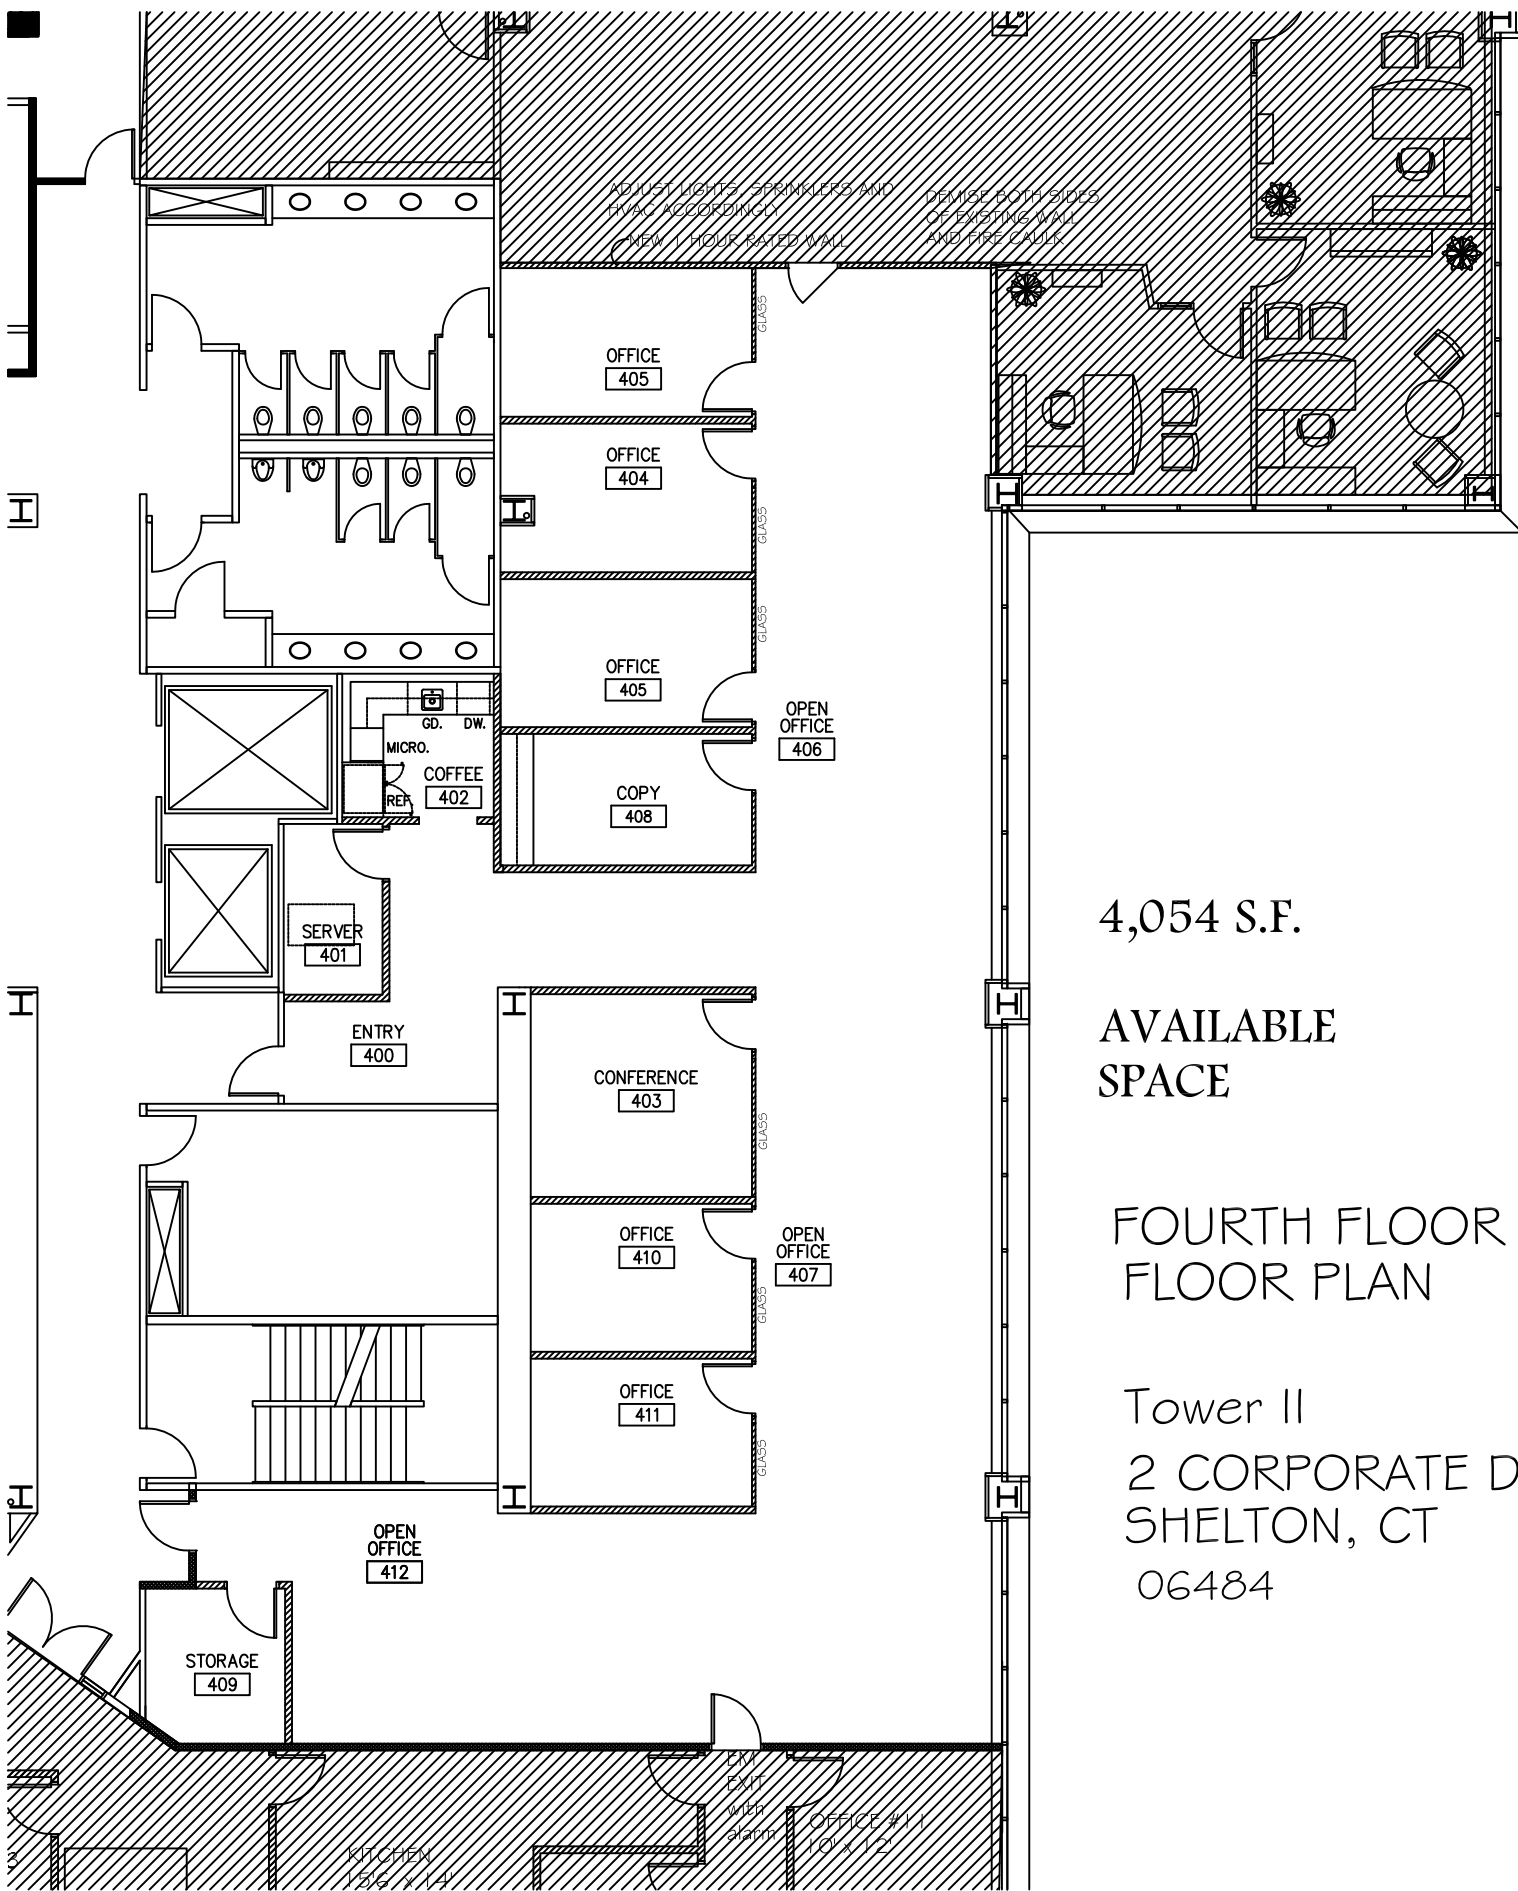 ADJUST LIGHTS, SPRINKLERS AND
HVAC ACCORDINGLY
NEW 1 HOUR RATED WALL
DEMISE BOTH SIDES
OF EXISTING WALL
AND FIRE CAULK
GLASS
OFFICE
405
OFFICE
404
GLASS
GLASS
OFFICE
405
OPEN
OFFICE
406
GD.
DW.
MICRO.
COFFEE
402
REF.
COPY
408
SERVER
401
ENTRY
400
CONFERENCE
403
GLASS
OFFICE
410
OPEN
OFFICE
407
GLASS
OFFICE
411
GLASS
OPEN
OFFICE
412
STORAGE
409
EM
EXIT
with
alarm
OFFICE #11
10' x 12'
KITCHEN
15'6 x 14'
3
4,054 S.F.
AVAILABLE
SPACE
FOURTH FLOOR
FLOOR PLAN
Tower II
2 CORPORATE D
SHELTON, CT
06484